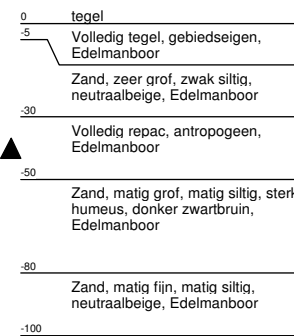 0 tegel
-5 Volledig tegel, gebiedseigen,
Edelmanboor
Zand, zeer grof, zwak siltig,
neutraalbeige, Edelmanboor
-30
Volledig repac, antropogeen,
Edelmanboor
-50
Zand, matig grof, matig siltig, sterk
humeus, donker zwartbruin,
Edelmanboor
-80
Zand, matig fijn, matig siltig,
neutraalbeige, Edelmanboor
-100